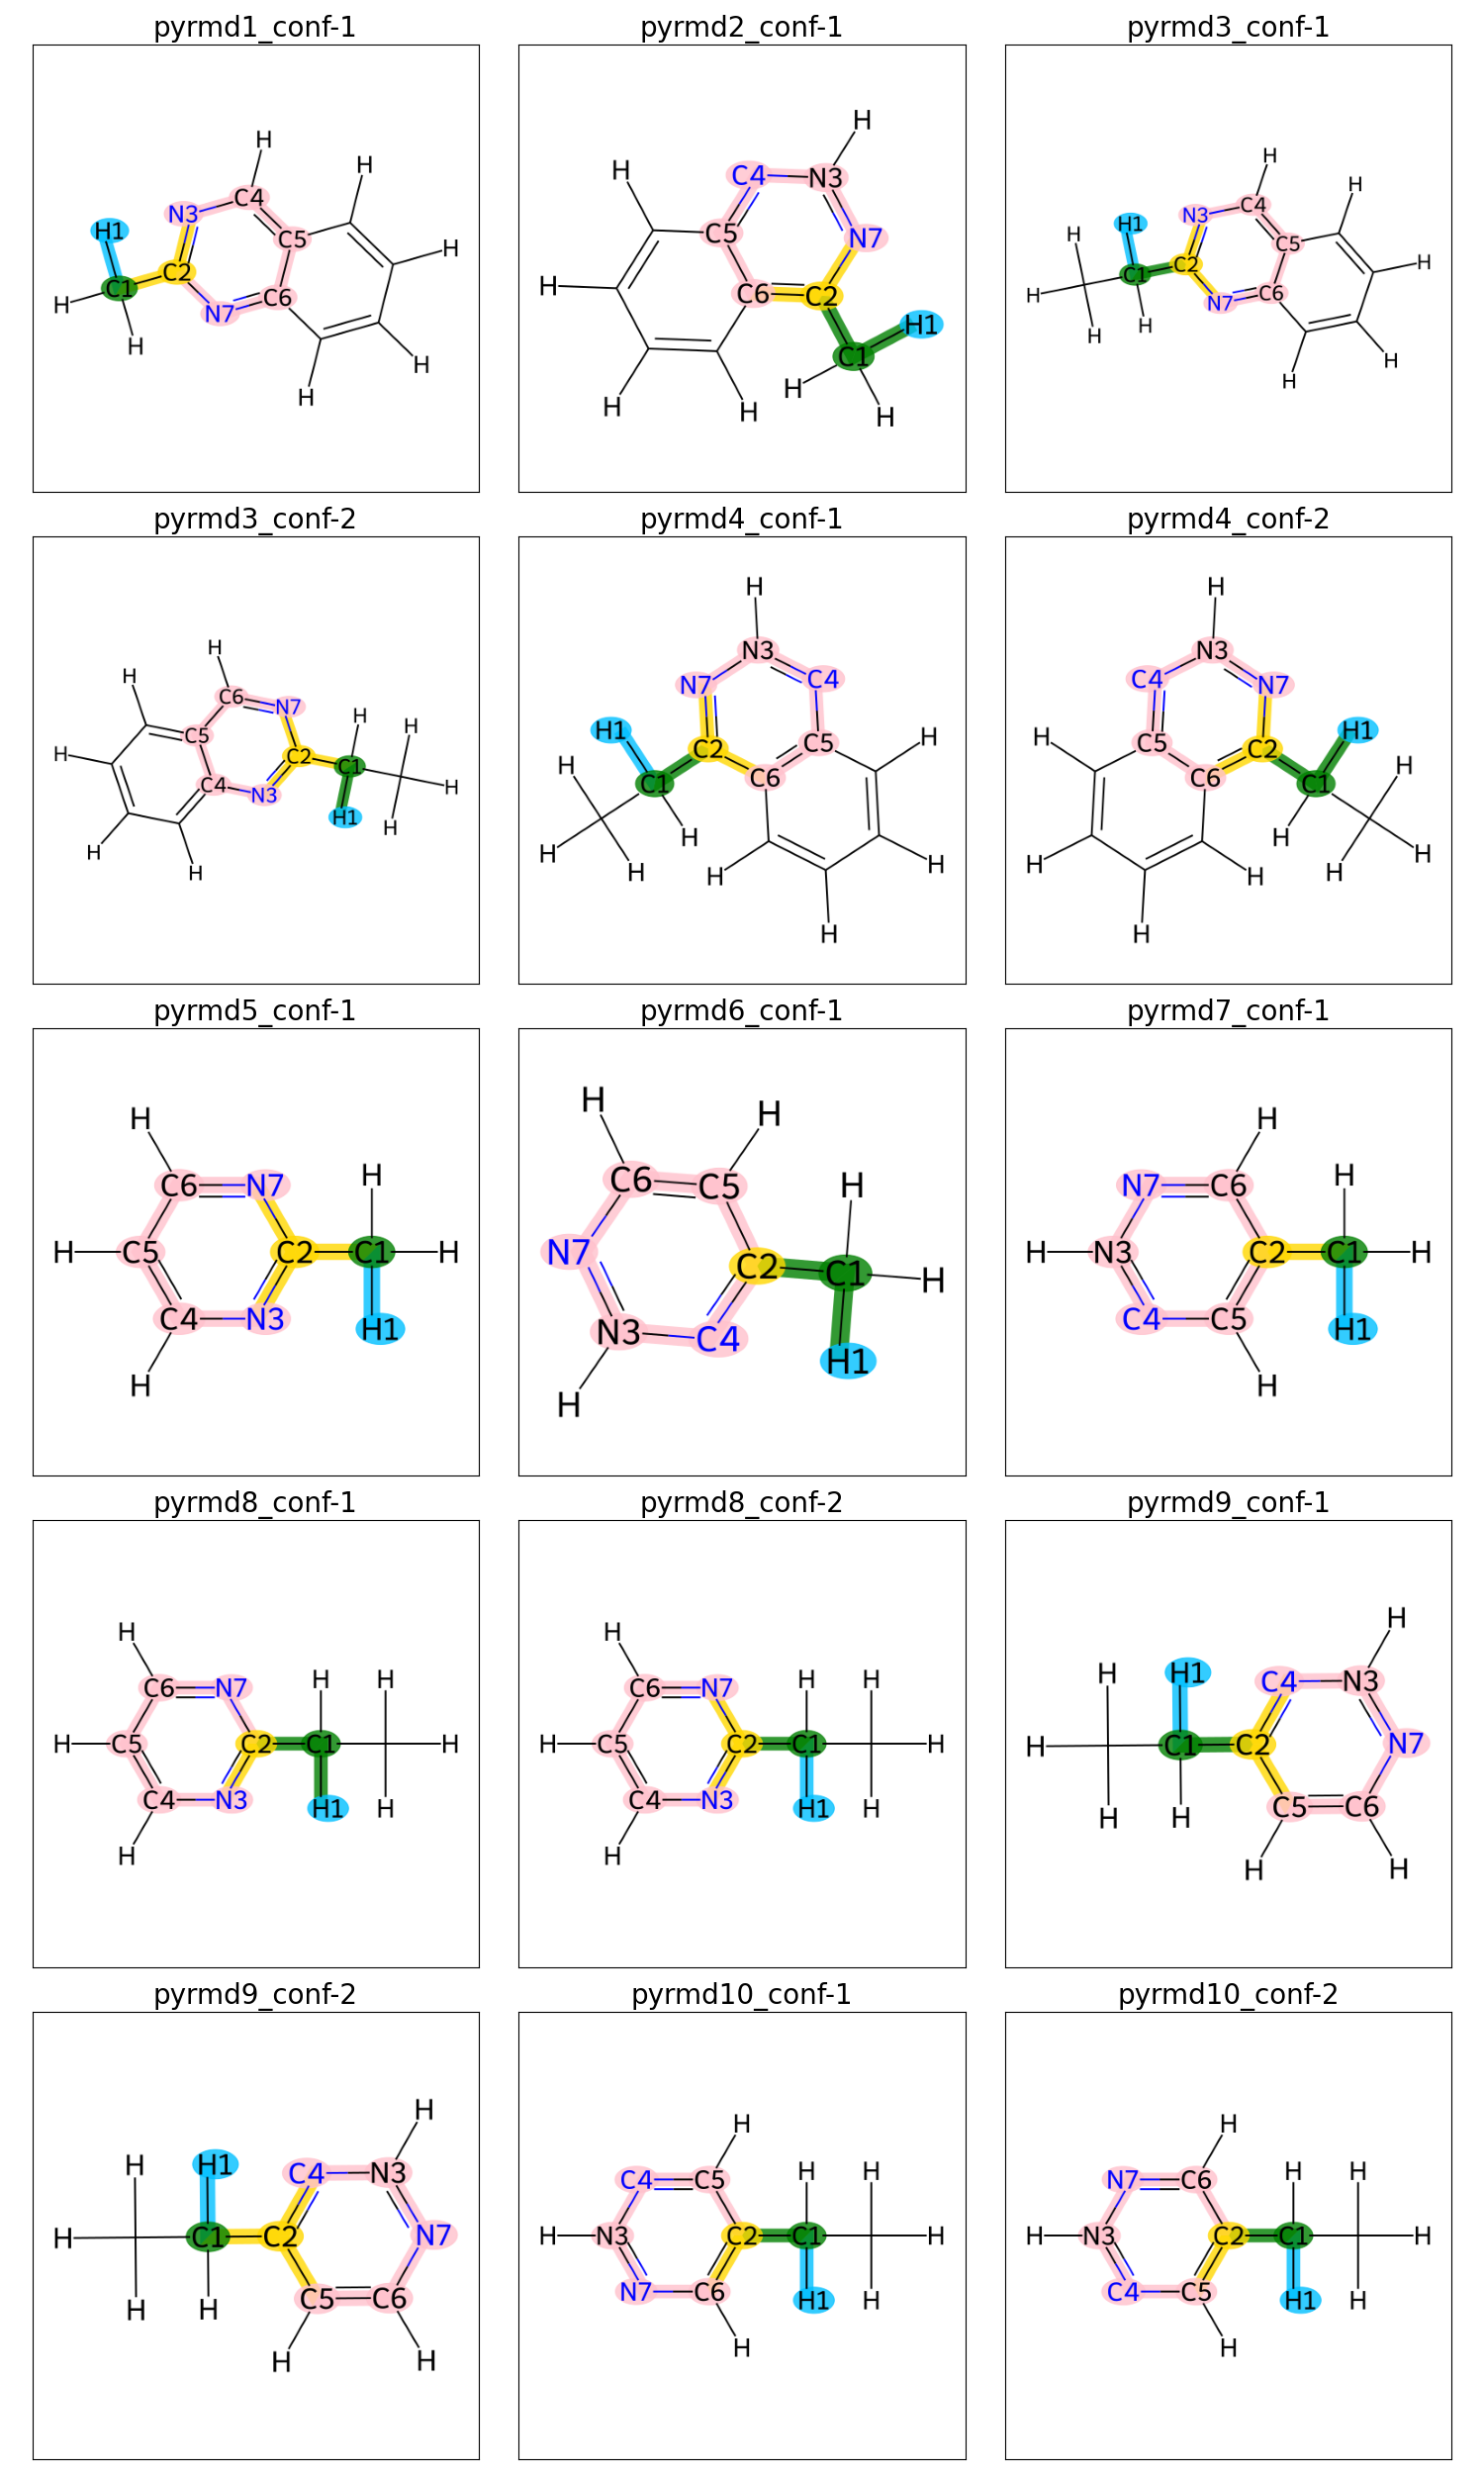 pyrmd1_conf-1 pyrmd2_conf-1 pyrmd3_conf-1
H H H
H C4 N3
H C4 H
N3 C4 H H1 N3 C4
H1 C5 H C5 N7 H C5 H
C2 C2
C1 C6 H C6 C2 H C1 N7 C6
H N7 H1 H
H H C1 H H
H H H H H
H
pyrmd3_conf-2 pyrmd4_conf-1 pyrmd4_conf-2
H H H
H N3 N3
C6 N7 H H N7 C4 C4 N7
H C5 C2 H1 C2 C5 H H C5 C2 H1
C1 H C1 C6 C6 C1 H
C4 N3 H
H1 H H H
H H H H H H H H H
H H H
pyrmd5_conf-1 pyrmd6_conf-1 pyrmd7_conf-1
H H H H
C6 N7 H C6 C5 H N7 C6 H
H C5 C2 C1 H N7 C2 C1 H H N3 C2 C1 H
C4 N3 H1 N3 C4 H1 C4 C5 H1
H H H
pyrmd8_conf-1 pyrmd8_conf-2 pyrmd9_conf-1
H H H
C6 N7 H H C6 N7 H H H H1 C4 N3
H C5 C2 C1 H H C5 C2 C1 H H C1 C2 N7
C4 N3 H1 H C4 N3 H1 H H H C5 C6
H H H H
pyrmd9_conf-2 pyrmd10_conf-1 pyrmd10_conf-2
H H H
H H1 C4 N3 C4 C5 H H N7 C6 H H
H C1 C2 N7 H N3 C2 C1 H H N3 C2 C1 H
H H C5 C6 N7 C6 H1 H C4 C5 H1 H
H H H H